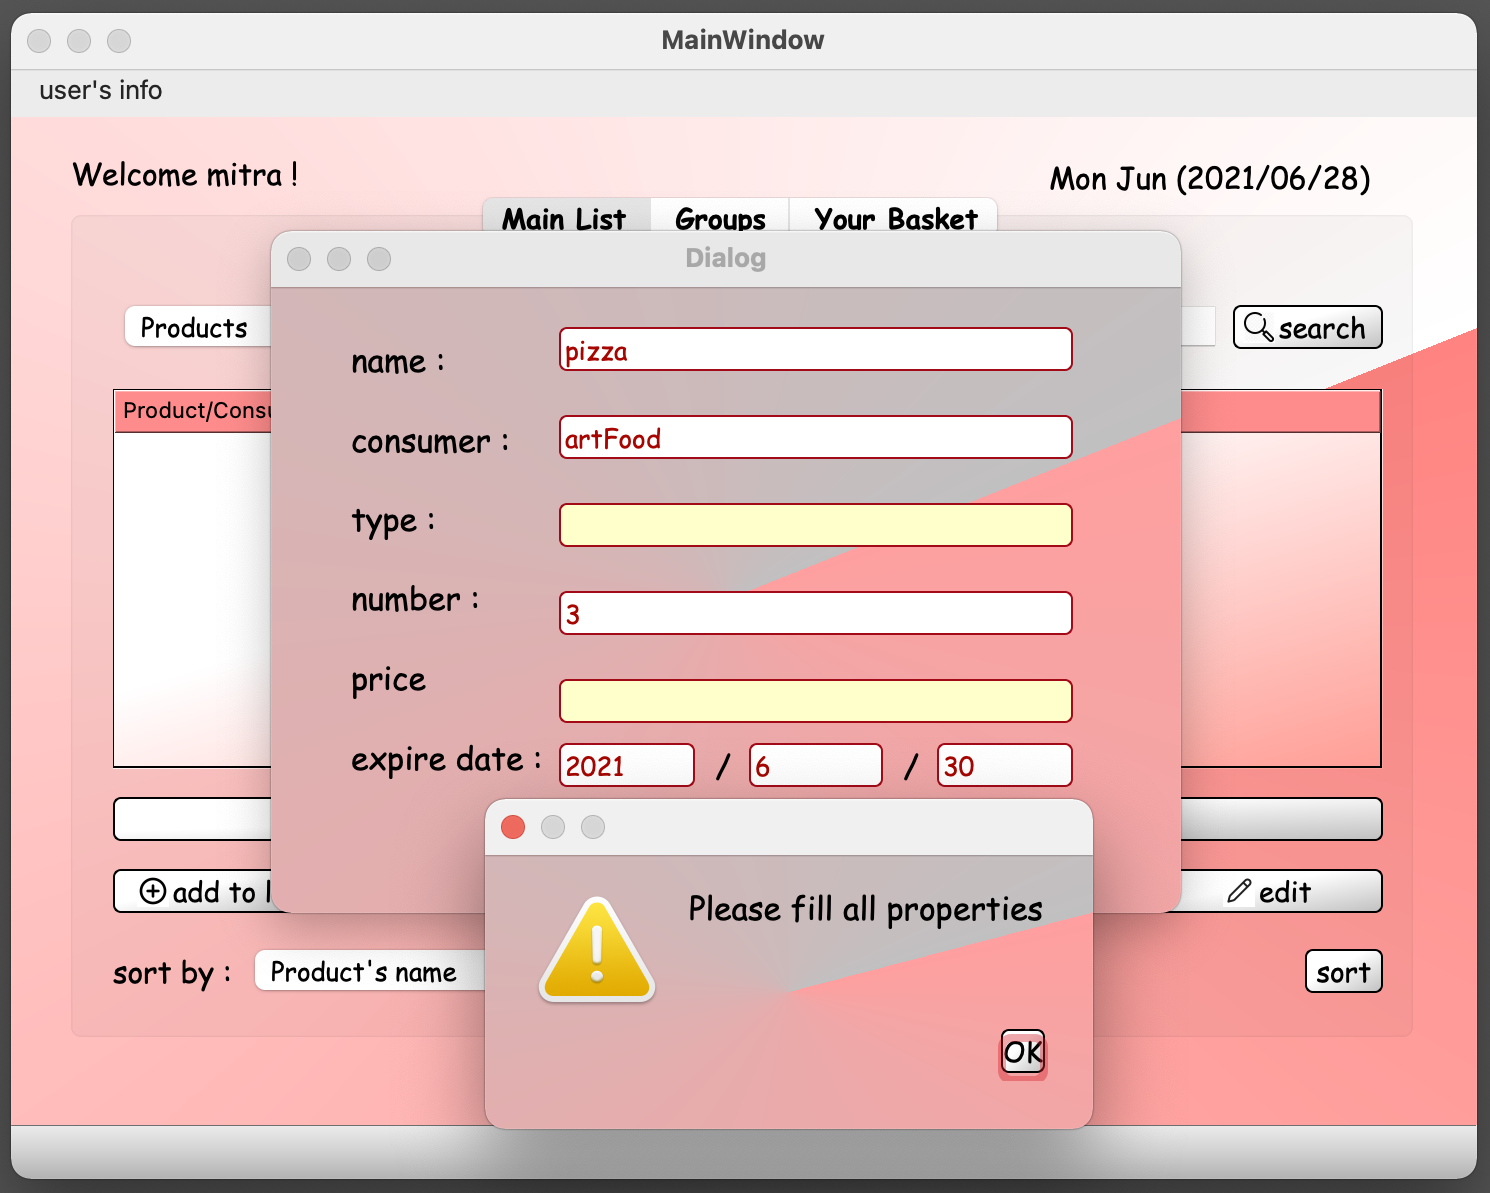 MainWindow
user's info
Welcome mitra !
Mon Jun (2021/06/28)
Main List
Groups
Your Basket
Dialog
Products
search
name :
pizza
Product/Consu
consumer :
artFood
type :
number :
3
price
expire date :
2021 / 6 / 30
add to
edit
Please fill all properties
sort by :
Product's name
sort
OK